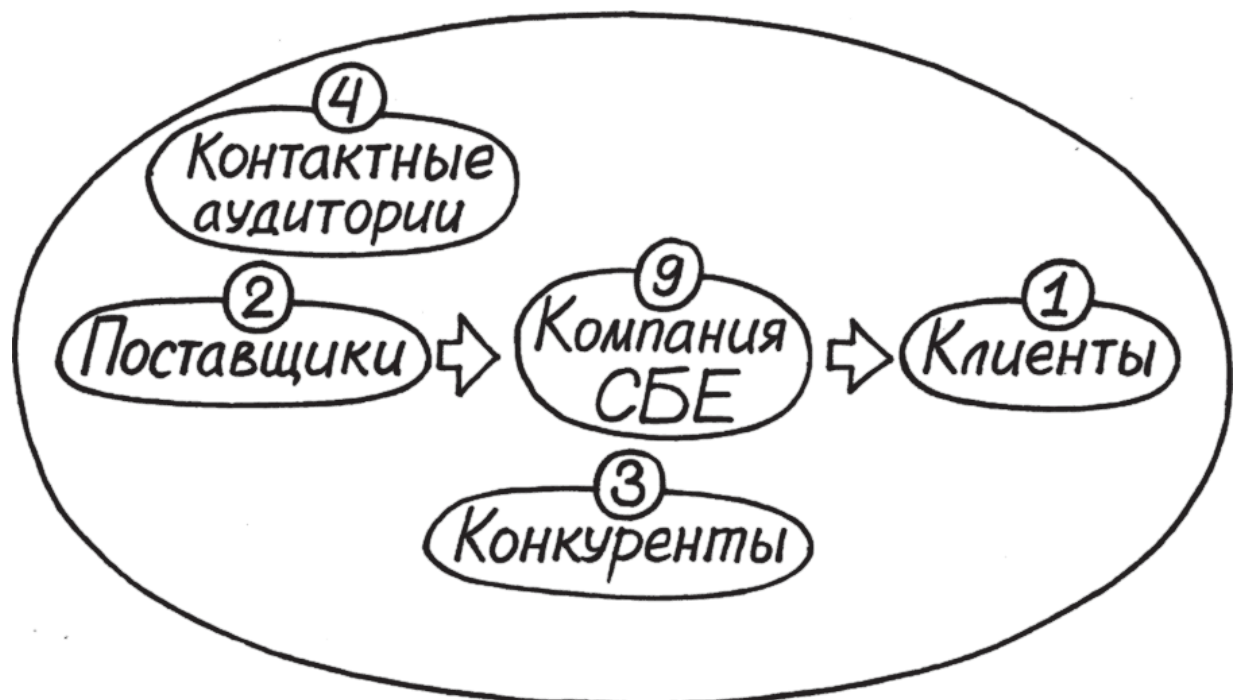 4
Контактные
аудитории
2
Поставщики
9
Компания
СБЕ
1
Клиенты
3
Конкуренты